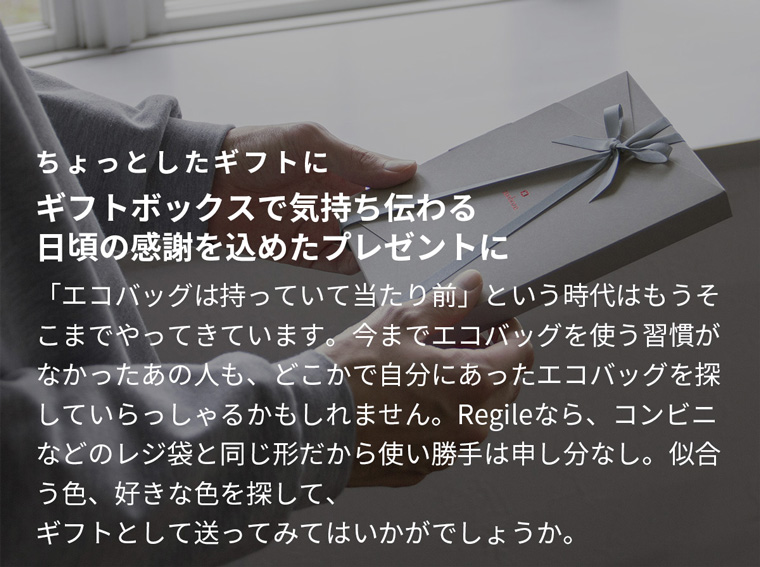 ちょっとしたギフトに
ギフトボックスで気持ち伝わる
日頃の感謝を込めたプレゼントに
「エコバッグは持っていて当たり前」という時代はもうそ
こまでやってきています。今までエコバッグを使う習慣が
なかったあの人も、どこかで自分にあったエコバッグを探
していらっしゃるかもしれません。Regileなら、コンビニ
などのレジ袋と同じ形だから使い勝手は申し分なし。似合
う色、好きな色を探して、
ギフトとして送ってみてはいかがでしょうか。